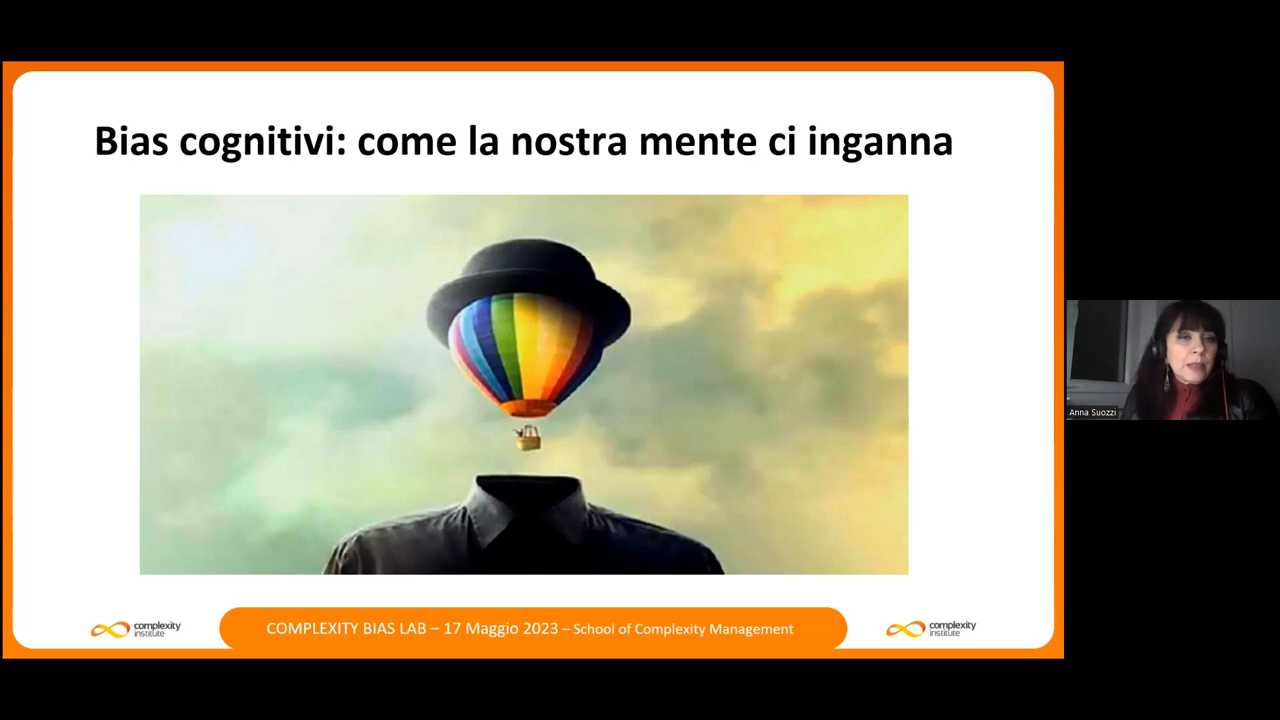 Bias cognitivi: come la nostra mente ci inganna
Anna Suozzi
complexity
institute
COMPLEXITY BIAS LAB – 17 Maggio 2023 – School of Complexity Management
complexity
institute